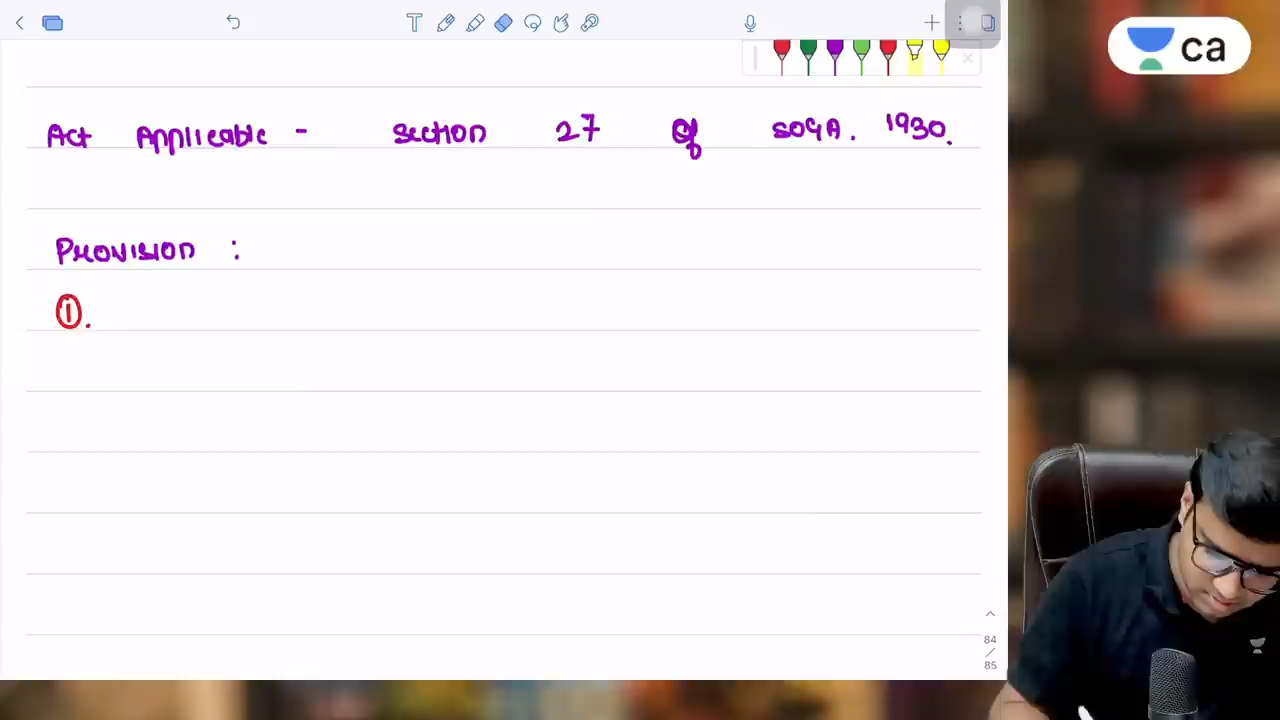 ca
Act Applicable - Section 27 of SOGA. 1930.
Provision :
①.
84
/
85